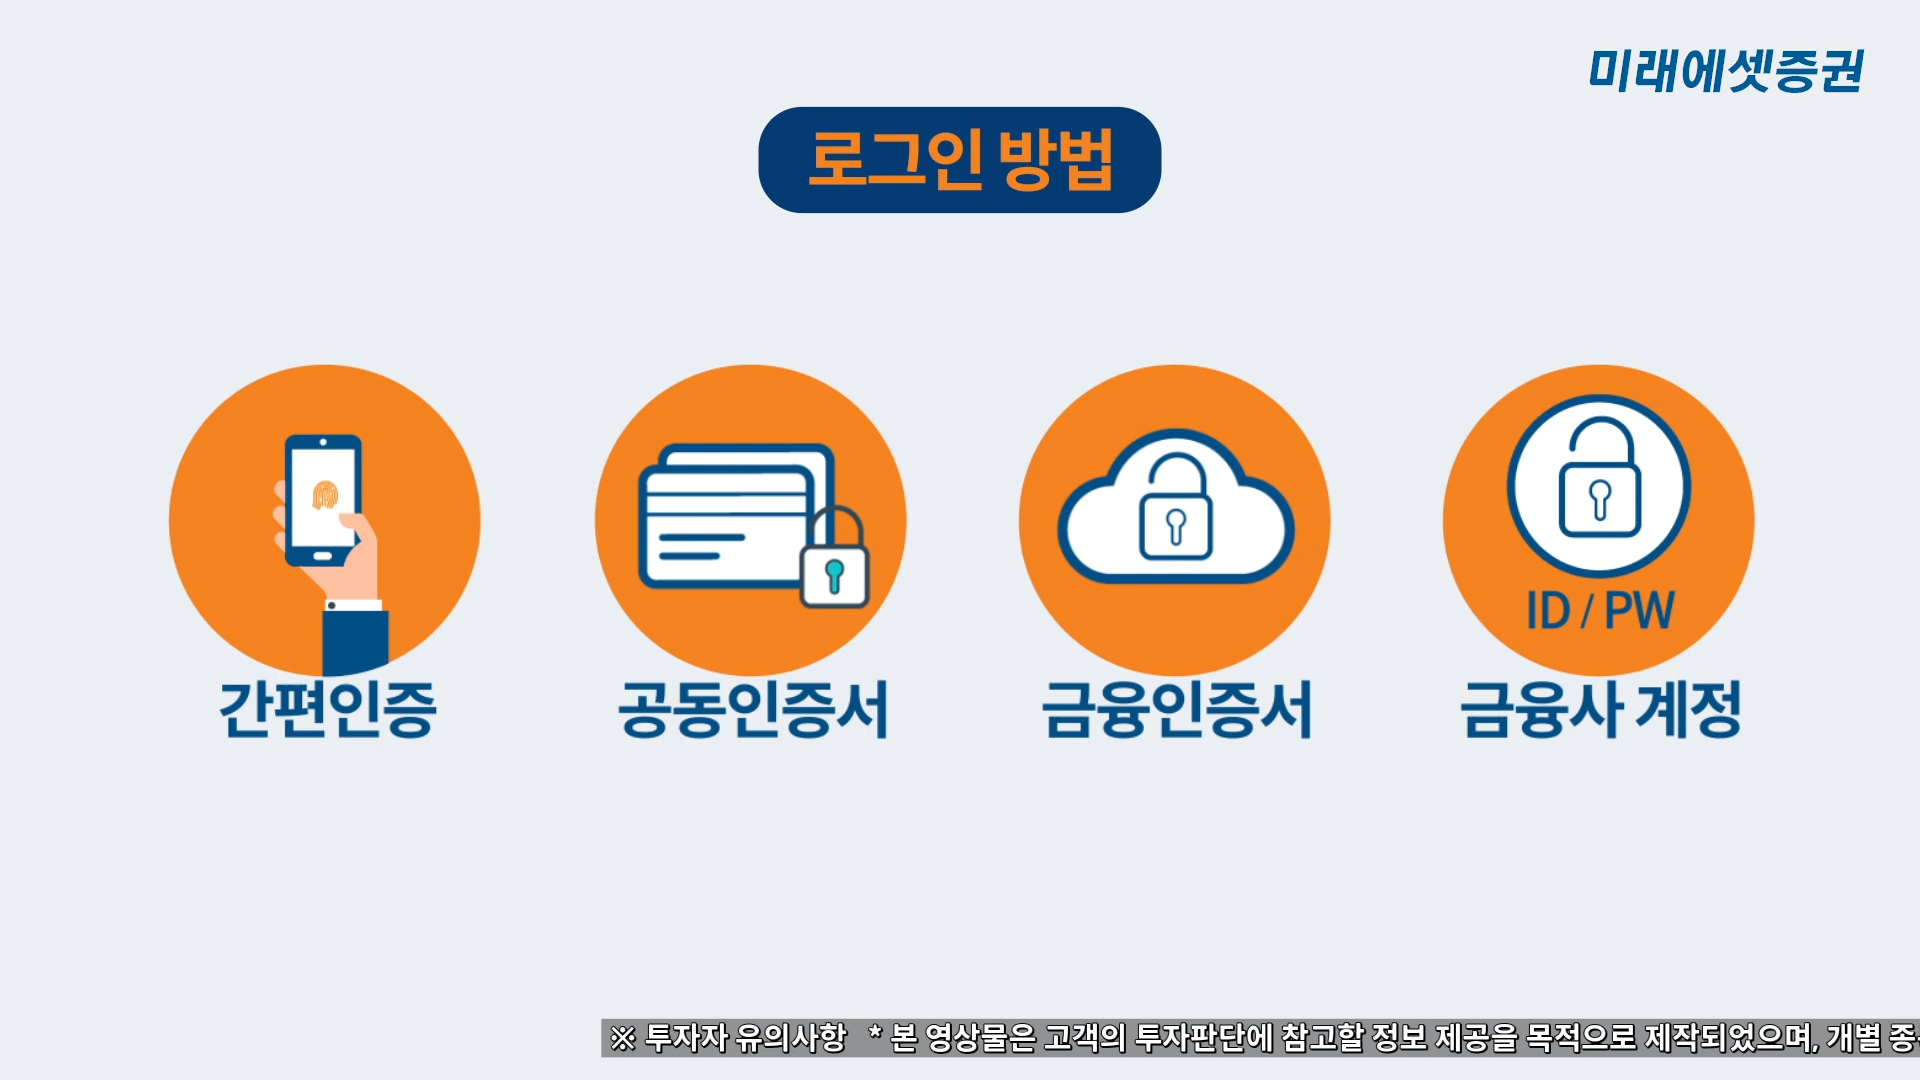 미래에셋증권
로그인 방법
ID / PW
간편인증
공동인증서
금융인증서
금융사 계정
※ 투자자 유의사항 * 본 영상물은 고객의 투자판단에 참고할 정보 제공을 목적으로 제작되었으며, 개별